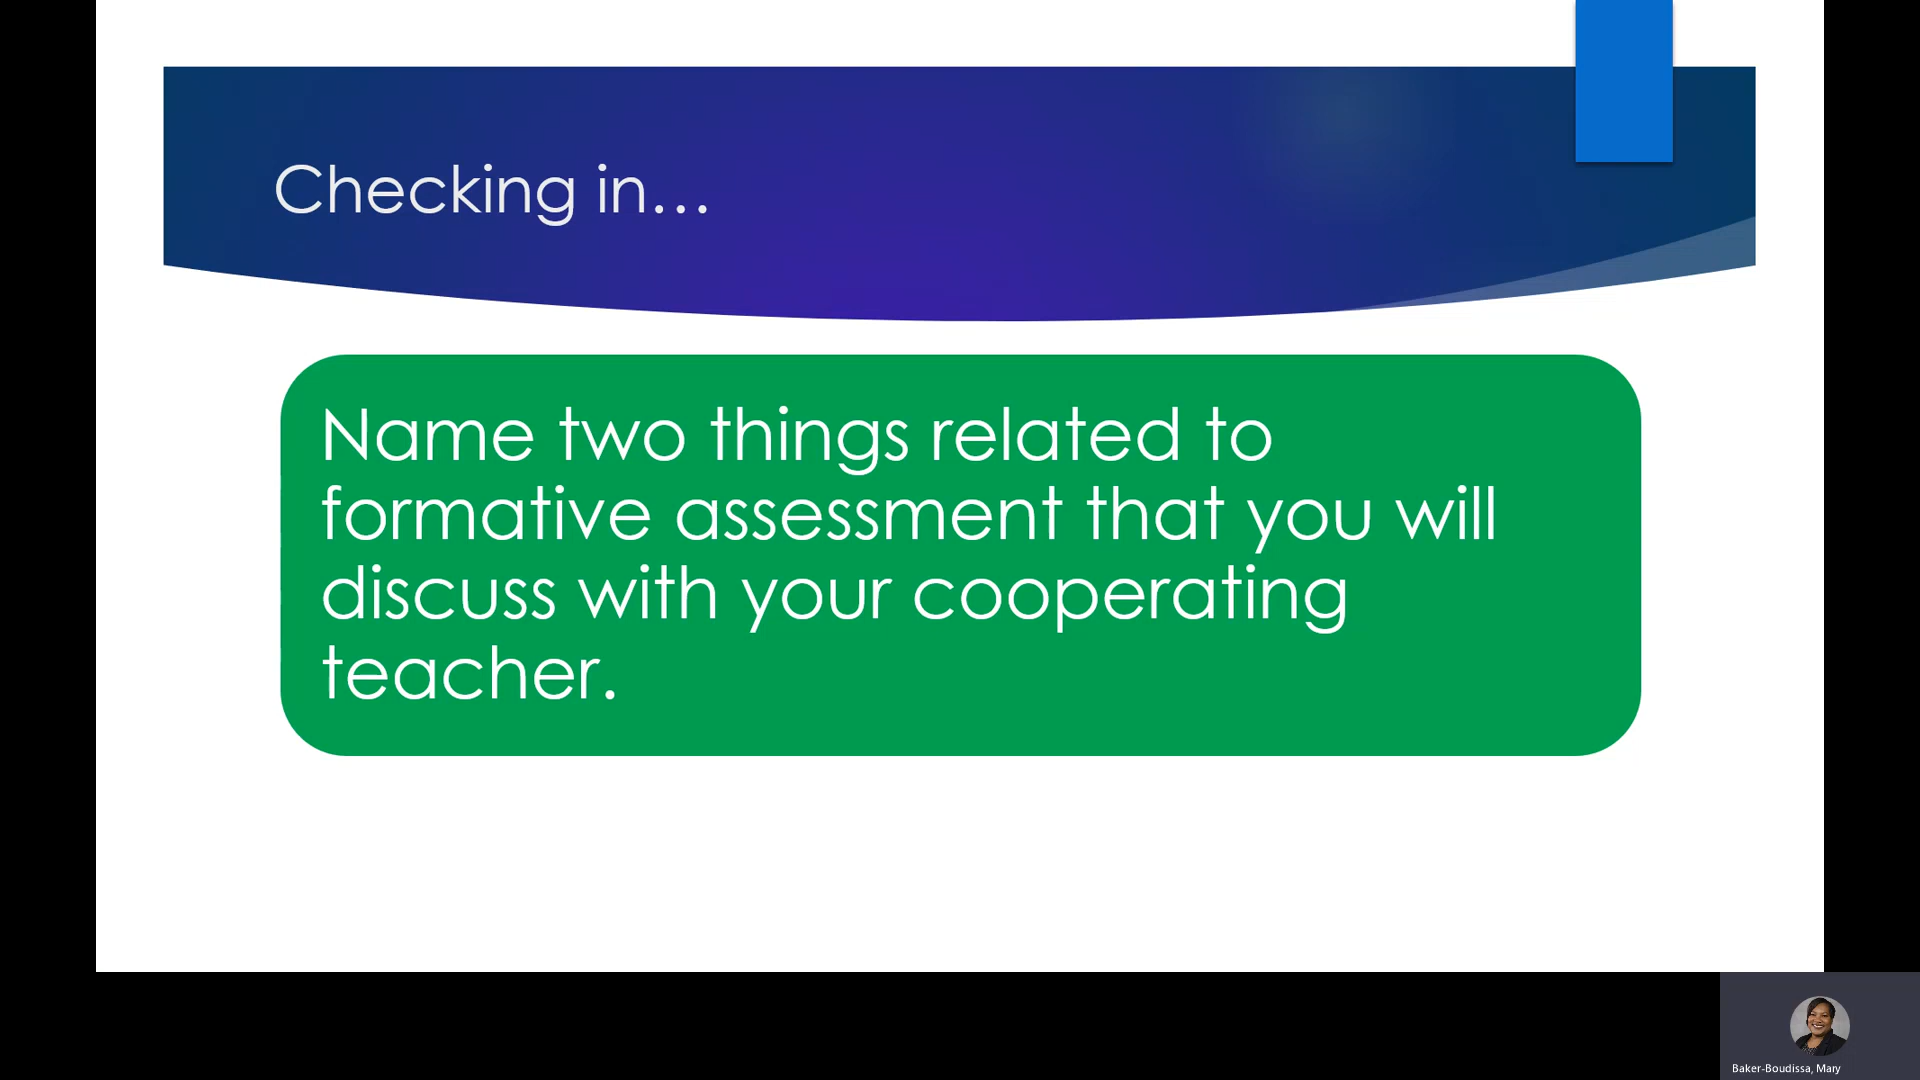 Checking in…
Name two things related to
formative assessment that you will
discuss with your cooperating
teacher.
Baker-Boudissa, Mary